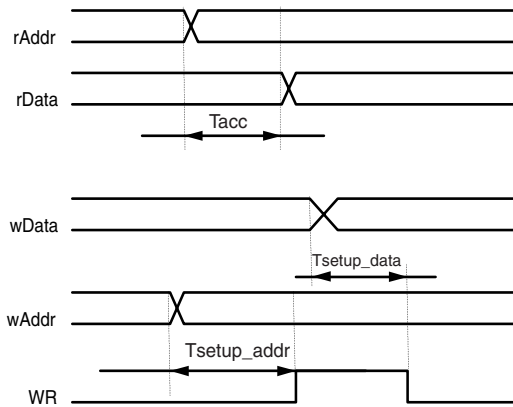 rAddr
rData
Tacc
wData
Tsetup_data
wAddr
Tsetup_addr
WR